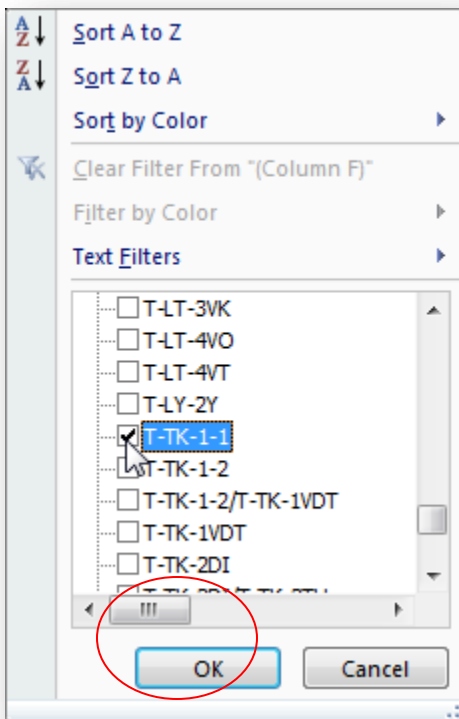 Sort A to Z
Sort Z to A
Sort by Color
Clear Filter From "(Column F)"
Filter by Color
Text Filters
T-LT-3VK
T-LT-4VO
T-LT-4VT
T-LY-2Y
T-TK-1-1
T-TK-1-2
T-TK-1-2/T-TK-1VDT
T-TK-1VDT
T-TK-2DI
OK Cancel